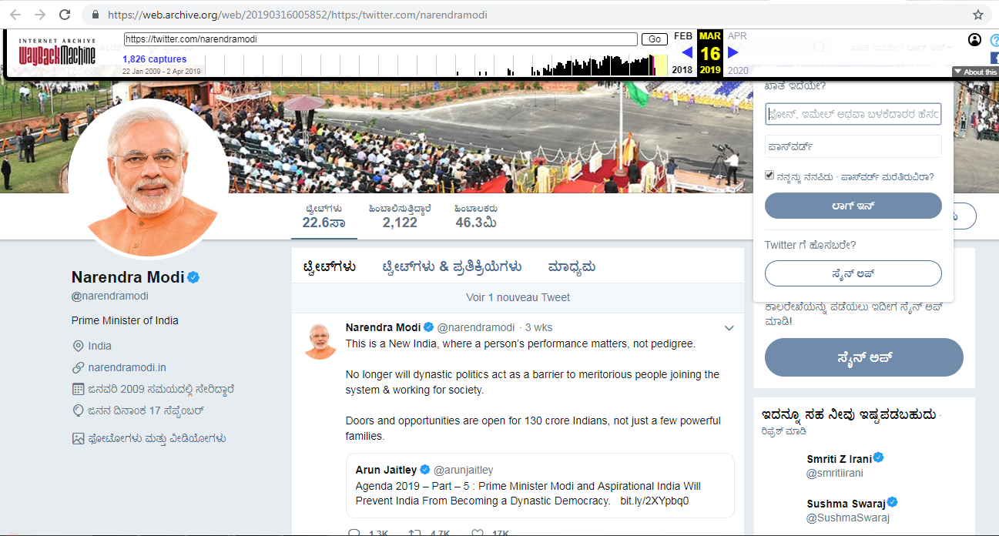 https://web.archive.org/web/20190316005852/https:/twitter.com/narendramodi
INTERNET ARCHIVE
WayBackMachine
https://twitter.com/narendramodi
Go
FEB MAR APR
1,826 captures
16
22 Jan 2009 - 2 Apr 2019
2018 2019 2020
About this
ಖಾತೆ ಇದೆಯೇ? ಲಾಗ್ ಇನ್
ಖಾತೆ ಇದೆಯೇ?
ಫೋನ್, ಇಮೇಲ್ ಅಥವಾ ಬಳಕೆದಾರರ ಹೆಸರ
ಪಾಸ್‌ವರ್ಡ್
ನನ್ನನ್ನು ನೆನಪಿಡು · ಪಾಸ್‌ವರ್ಡ್ ಮರೆತಿರುವಿರಾ?
ಲಾಗ್ ಇನ್
Twitter ಗೆ ಹೊಸಬರೇ?
ಸೈನ್ ಅಪ್
ಟ್ವೀಟ್‌ಗಳು ಹಿಂಬಾಲಿಸುತ್ತಿದ್ದಾರೆ ಹಿಂಬಾಲಕರು
22.6ಸಾ 2,122 46.3ಮಿ
Narendra Modi
@narendramodi
Prime Minister of India
India
narendramodi.in
ಜನವರಿ 2009 ಸಮಯದಲ್ಲಿ ಸೇರಿದ್ದಾರೆ
ಜನನ ದಿನಾಂಕ 17 ಸೆಪ್ಟೆಂಬರ್
ಫೋಟೋಗಳು ಮತ್ತು ವೀಡಿಯೋಗಳು
ಟ್ವೀಟ್‌ಗಳು ಟ್ವೀಟ್‌ಗಳು & ಪ್ರತಿಕ್ರಿಯೆಗಳು ಮಾಧ್ಯಮ
Voir 1 nouveau Tweet
Narendra Modi @narendramodi · 3 wks
This is a New India, where a person's performance matters, not pedigree.
No longer will dynastic politics act as a barrier to meritorious people joining the
system & working for society.
Doors and opportunities are open for 130 crore Indians, not just a few powerful
families.
Arun Jaitley @arunjaitley
Agenda 2019 – Part – 5 : Prime Minister Modi and Aspirational India Will
Prevent India From Becoming a Dynastic Democracy. bit.ly/2XYpbq0
1.3K 4.7K 17K
ಕಾಲರೇಖೆಯನ್ನು ಪಡೆಯಲು ಇದೀಗ ಸೈನ್ ಅಪ್
ಮಾಡಿ!
ಸೈನ್ ಅಪ್
ಇದನ್ನೂ ಸಹ ನೀವು ಇಷ್ಟಪಡಬಹುದು ·
ರಿಫ್ರೆಶ್ ಮಾಡಿ
Smriti Z Irani
@smritiirani
Sushma Swaraj
@SushmaSwaraj